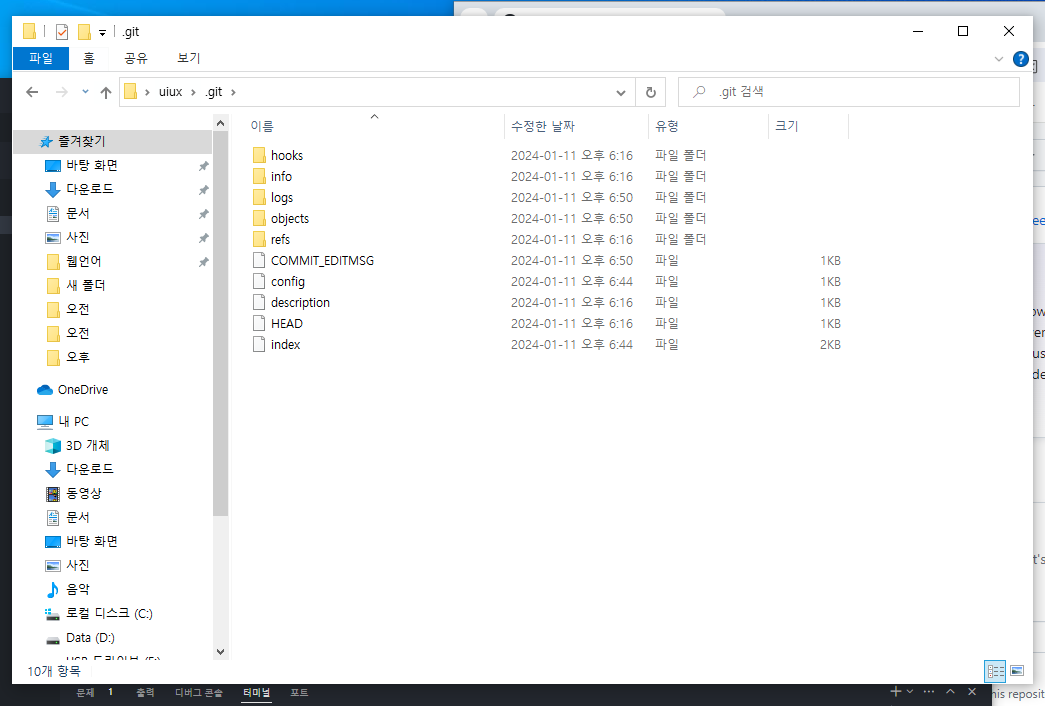 .git
파일 홈 공유 보기
uiux .git .git 검색
이름 수정한 날짜 유형 크기
즐겨찾기
바탕 화면
다운로드
문서
사진
웹언어
새 폴더
오전
오전
오후
OneDrive
내 PC
3D 개체
다운로드
동영상
문서
바탕 화면
사진
음악
로컬 디스크 (C:)
Data (D:)
hooks 2024-01-11 오후 6:16 파일 폴더
info 2024-01-11 오후 6:16 파일 폴더
logs 2024-01-11 오후 6:50 파일 폴더
objects 2024-01-11 오후 6:50 파일 폴더
refs 2024-01-11 오후 6:16 파일 폴더
COMMIT_EDITMSG 2024-01-11 오후 6:50 파일 1KB
config 2024-01-11 오후 6:44 파일 1KB
description 2024-01-11 오후 6:16 파일 1KB
HEAD 2024-01-11 오후 6:16 파일 1KB
index 2024-01-11 오후 6:44 파일 2KB
10개 항목
문제 1 출력 디버그 콘솔 터미널 포트